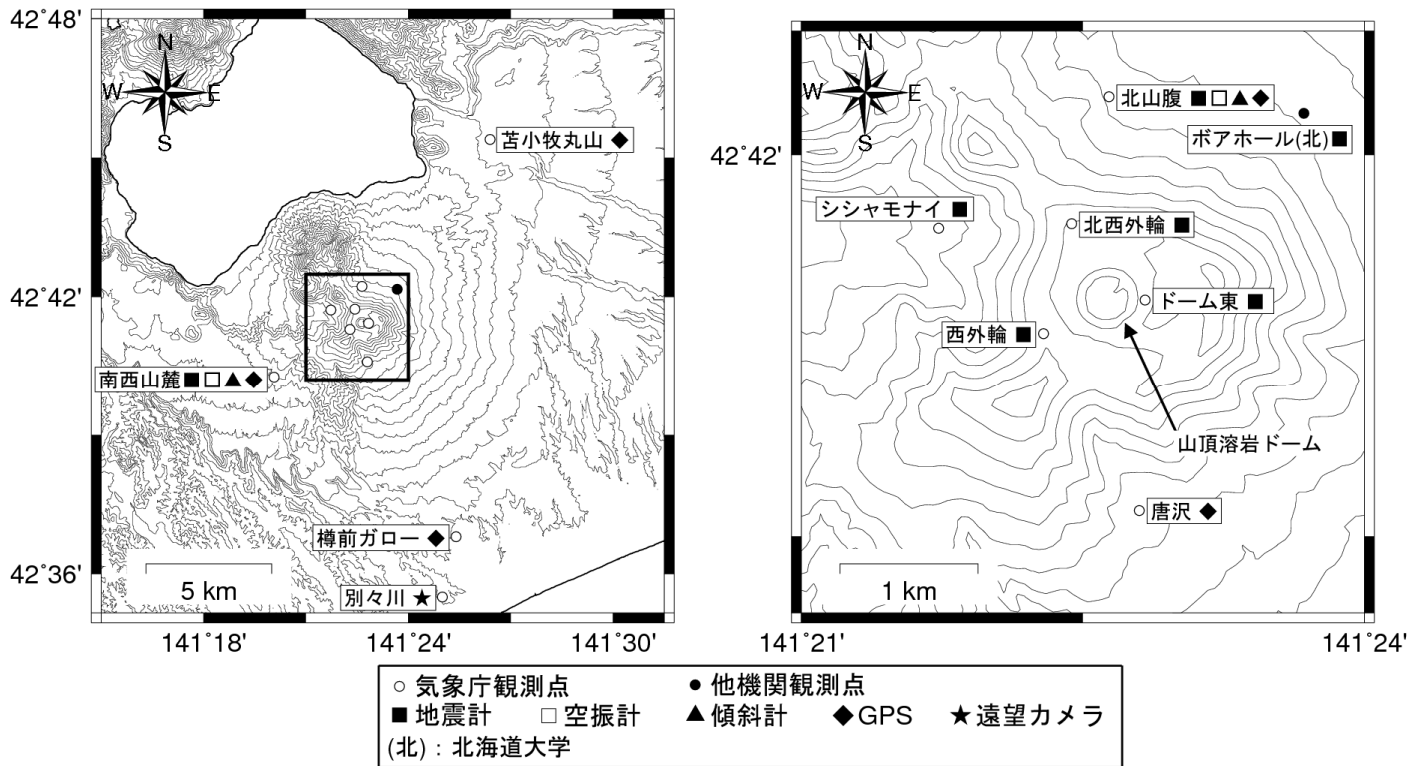 42°48'
N
W E
S
苫小牧丸山 ◆
42°42'
南西山麓■□▲◆
樽前ガロー ◆
42°36'
5 km
別々川 ★
141°18'
141°24'
141°30'
N
W E
S
北山腹 ■□▲◆
ボアホール(北)■
42°42'
シシャモナイ ■
北西外輪 ■
ドーム東 ■
西外輪 ■
山頂溶岩ドーム
唐沢 ◆
1 km
141°21'
141°24'
○ 気象庁観測点 ● 他機関観測点
■ 地震計 □ 空振計 ▲ 傾斜計 ◆GPS ★遠望カメラ
(北)：北海道大学